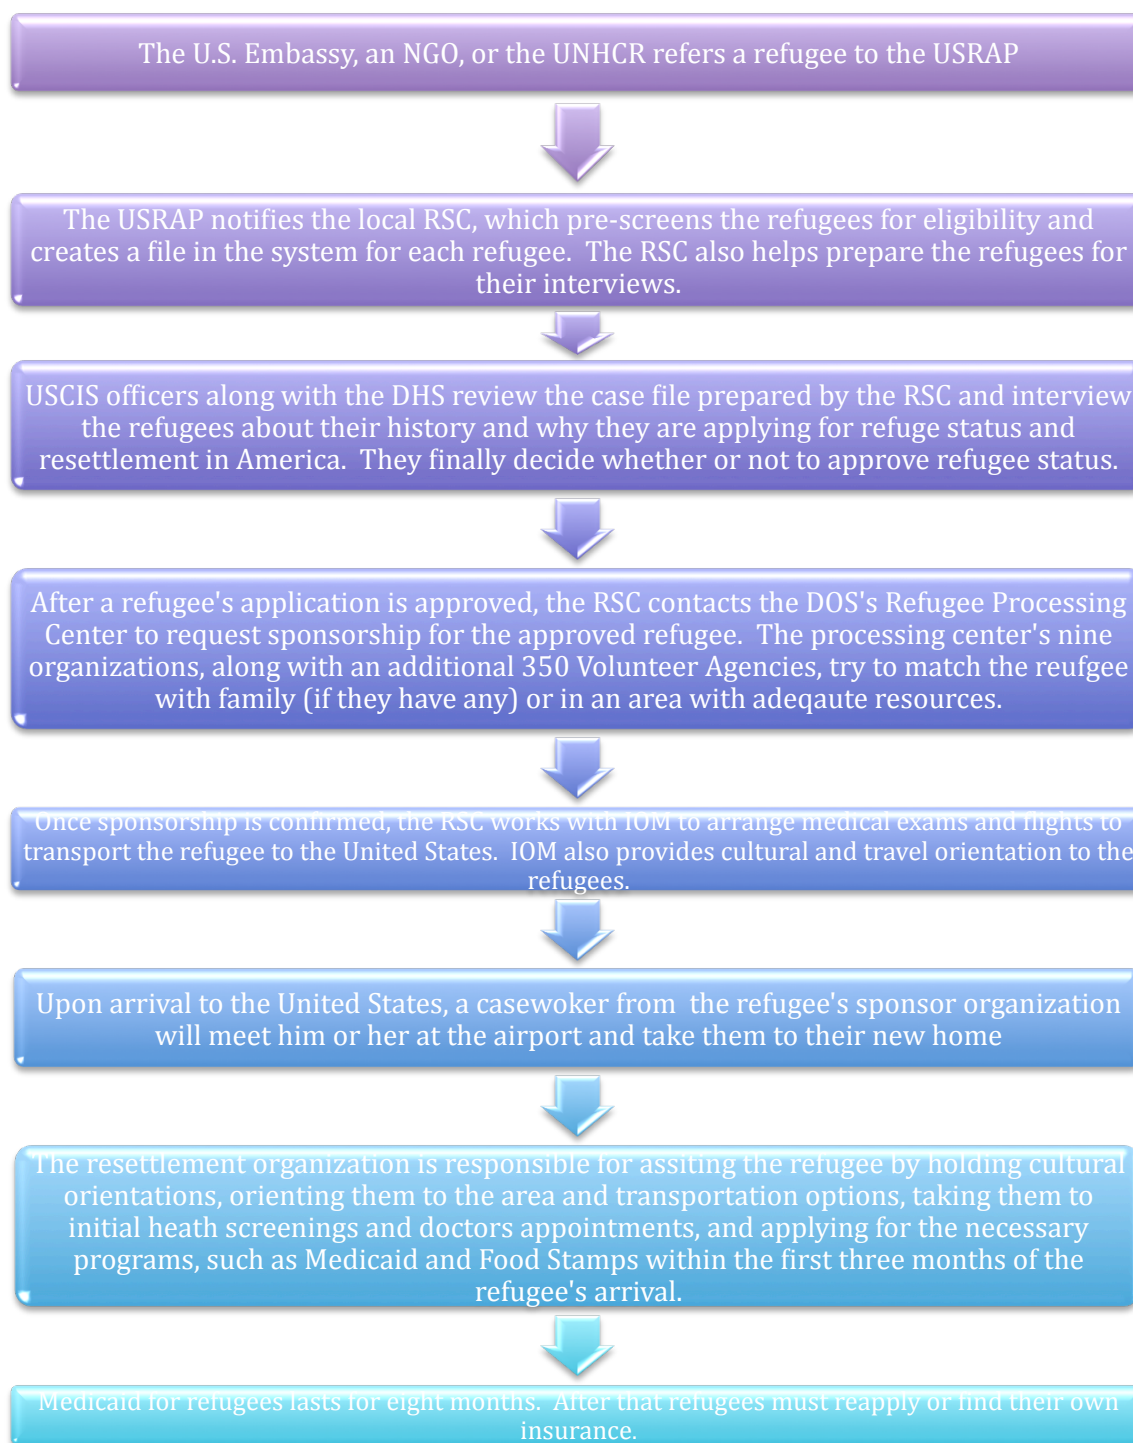 The U.S. Embassy, an NGO, or the UNHCR refers a refugee to the USRAP
The USRAP notifies the local RSC, which pre-screens the refugees for eligibility and
creates a file in the system for each refugee. The RSC also helps prepare the refugees for
their interviews.
USCIS officers along with the DHS review the case file prepared by the RSC and interview
the refugees about their history and why they are applying for refuge status and
resettlement in America. They finally decide whether or not to approve refugee status.
After a refugee's application is approved, the RSC contacts the DOS's Refugee Processing
Center to request sponsorship for the approved refugee. The processing center's nine
organizations, along with an additional 350 Volunteer Agencies, try to match the reufgee
with family (if they have any) or in an area with adeqaute resources.
Once sponsorship is confirmed, the RSC works with IOM to arrange medical exams and flights to
transport the refugee to the United States. IOM also provides cultural and travel orientation to the
refugees.
Upon arrival to the United States, a casewoker from the refugee's sponsor organization
will meet him or her at the airport and take them to their new home
The resettlement organization is responsible for assiting the refugee by holding cultural
orientations, orienting them to the area and transportation options, taking them to
initial heath screenings and doctors appointments, and applying for the necessary
programs, such as Medicaid and Food Stamps within the first three months of the
refugee's arrival.
Medicaid for refugees lasts for eight months. After that refugees must reapply or find their own
insurance.